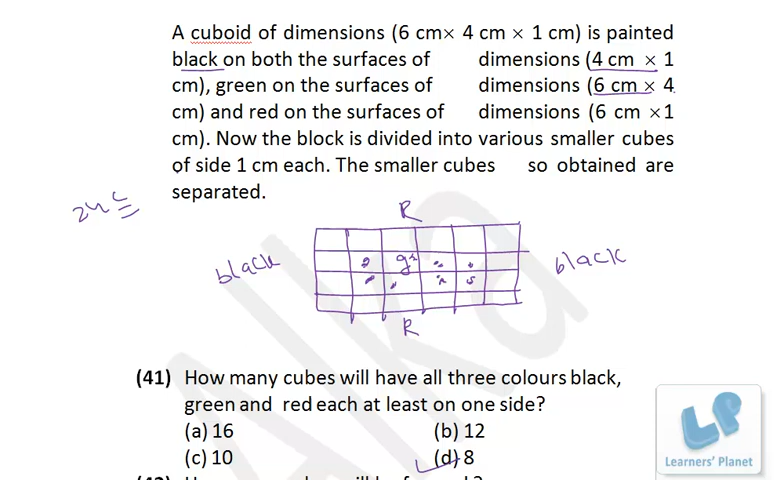 A cuboid of dimensions (6 cm× 4 cm × 1 cm) is painted
black on both the surfaces of dimensions (4 cm × 1
cm), green on the surfaces of dimensions (6 cm × 4
cm) and red on the surfaces of dimensions (6 cm ×1
cm). Now the block is divided into various smaller cubes
of side 1 cm each. The smaller cubes so obtained are
separated.
24 c
R
black gr black
R
Alka
(41) How many cubes will have all three colours black,
green and red each at least on one side?
(a) 16 (b) 12
(c) 10 (d) 8
LP
Learners' Planet